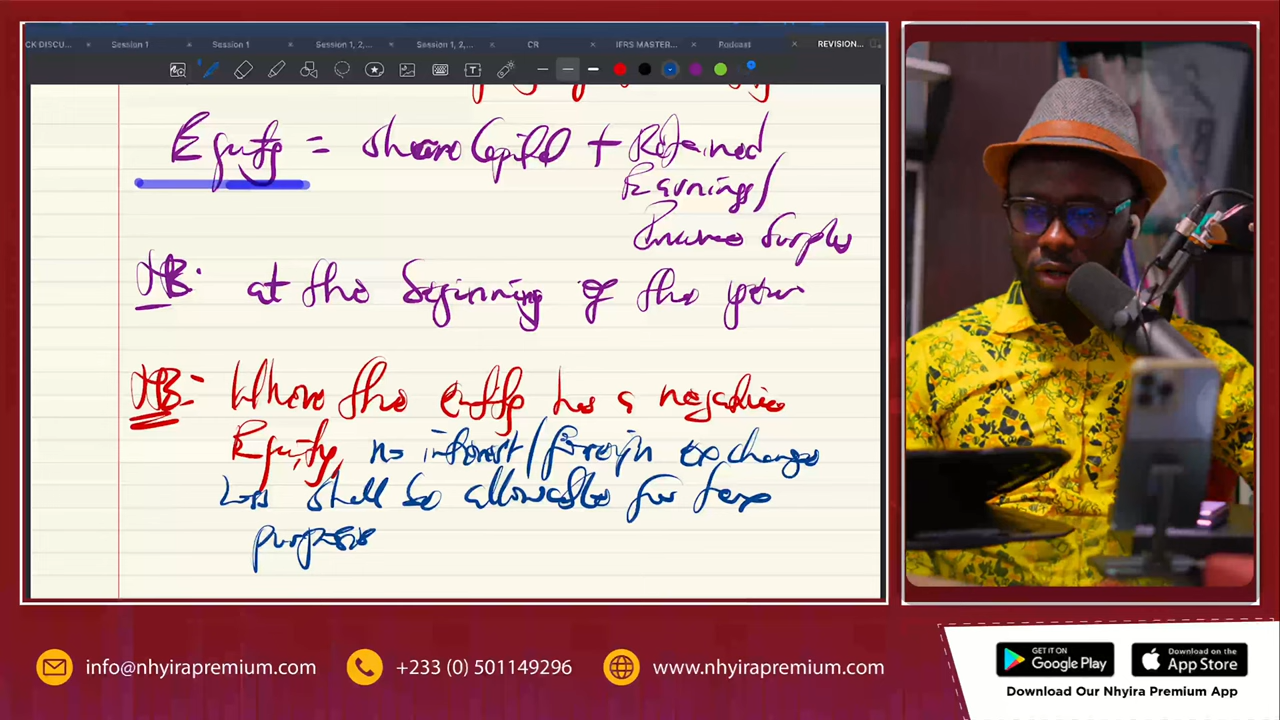 CK-DISCU...
Session 1
Session 1
Session 1, 2,...
Session 1, 2,...
CR
IFRS MASTER...
Podcast
REVISION...
Equity = share Capital + Retained
Earnings/
Income Surplus
NB: at the beginning of the year
NB:- Where the entity has a negative
Equity, no interest/foreign exchange
Loss shall be allowable for tax
purposes
info@nhyirapremium.com
+233 (0) 501149296
www.nhyirapremium.com
GET IT ON
Google Play
Download on the
App Store
Download Our Nhyira Premium App